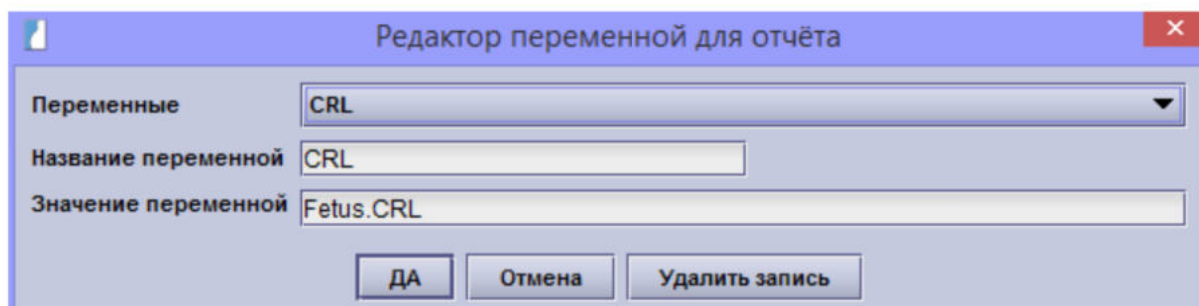 Редактор переменной для отчёта
Переменные CRL
Название переменной CRL
Значение переменной Fetus.CRL
ДА Отмена Удалить запись